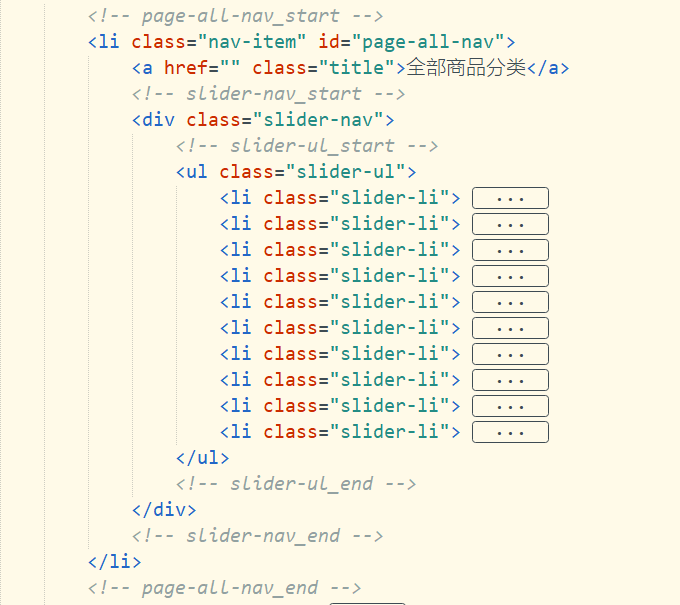 <!-- page-all-nav_start -->
<li class="nav-item" id="page-all-nav">
<a href="" class="title">全部商品分类</a>
<!-- slider-nav_start -->
<div class="slider-nav">
<!-- slider-ul_start -->
<ul class="slider-ul">
<li class="slider-li"> ...
<li class="slider-li"> ...
<li class="slider-li"> ...
<li class="slider-li"> ...
<li class="slider-li"> ...
<li class="slider-li"> ...
<li class="slider-li"> ...
<li class="slider-li"> ...
<li class="slider-li"> ...
<li class="slider-li"> ...
</ul>
<!-- slider-ul_end -->
</div>
<!-- slider-nav_end -->
</li>
<!-- page-all-nav_end -->